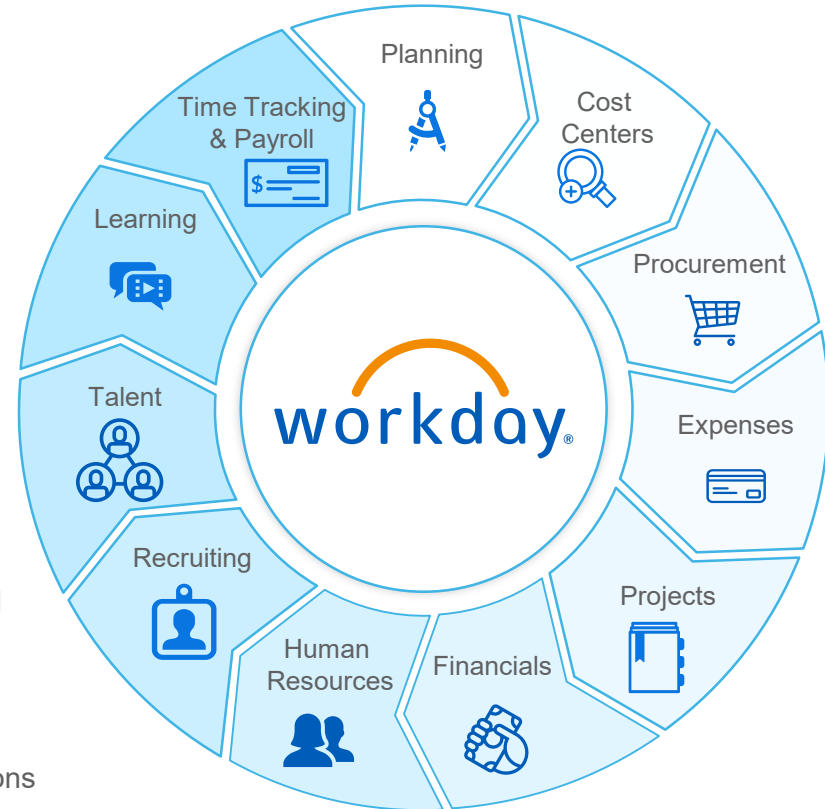 Planning
Cost
Centers
Procurement
Expenses
Projects
Financials
Human
Resources
Recruiting
Talent
Learning
Time Tracking
& Payroll
$
workday®
ons